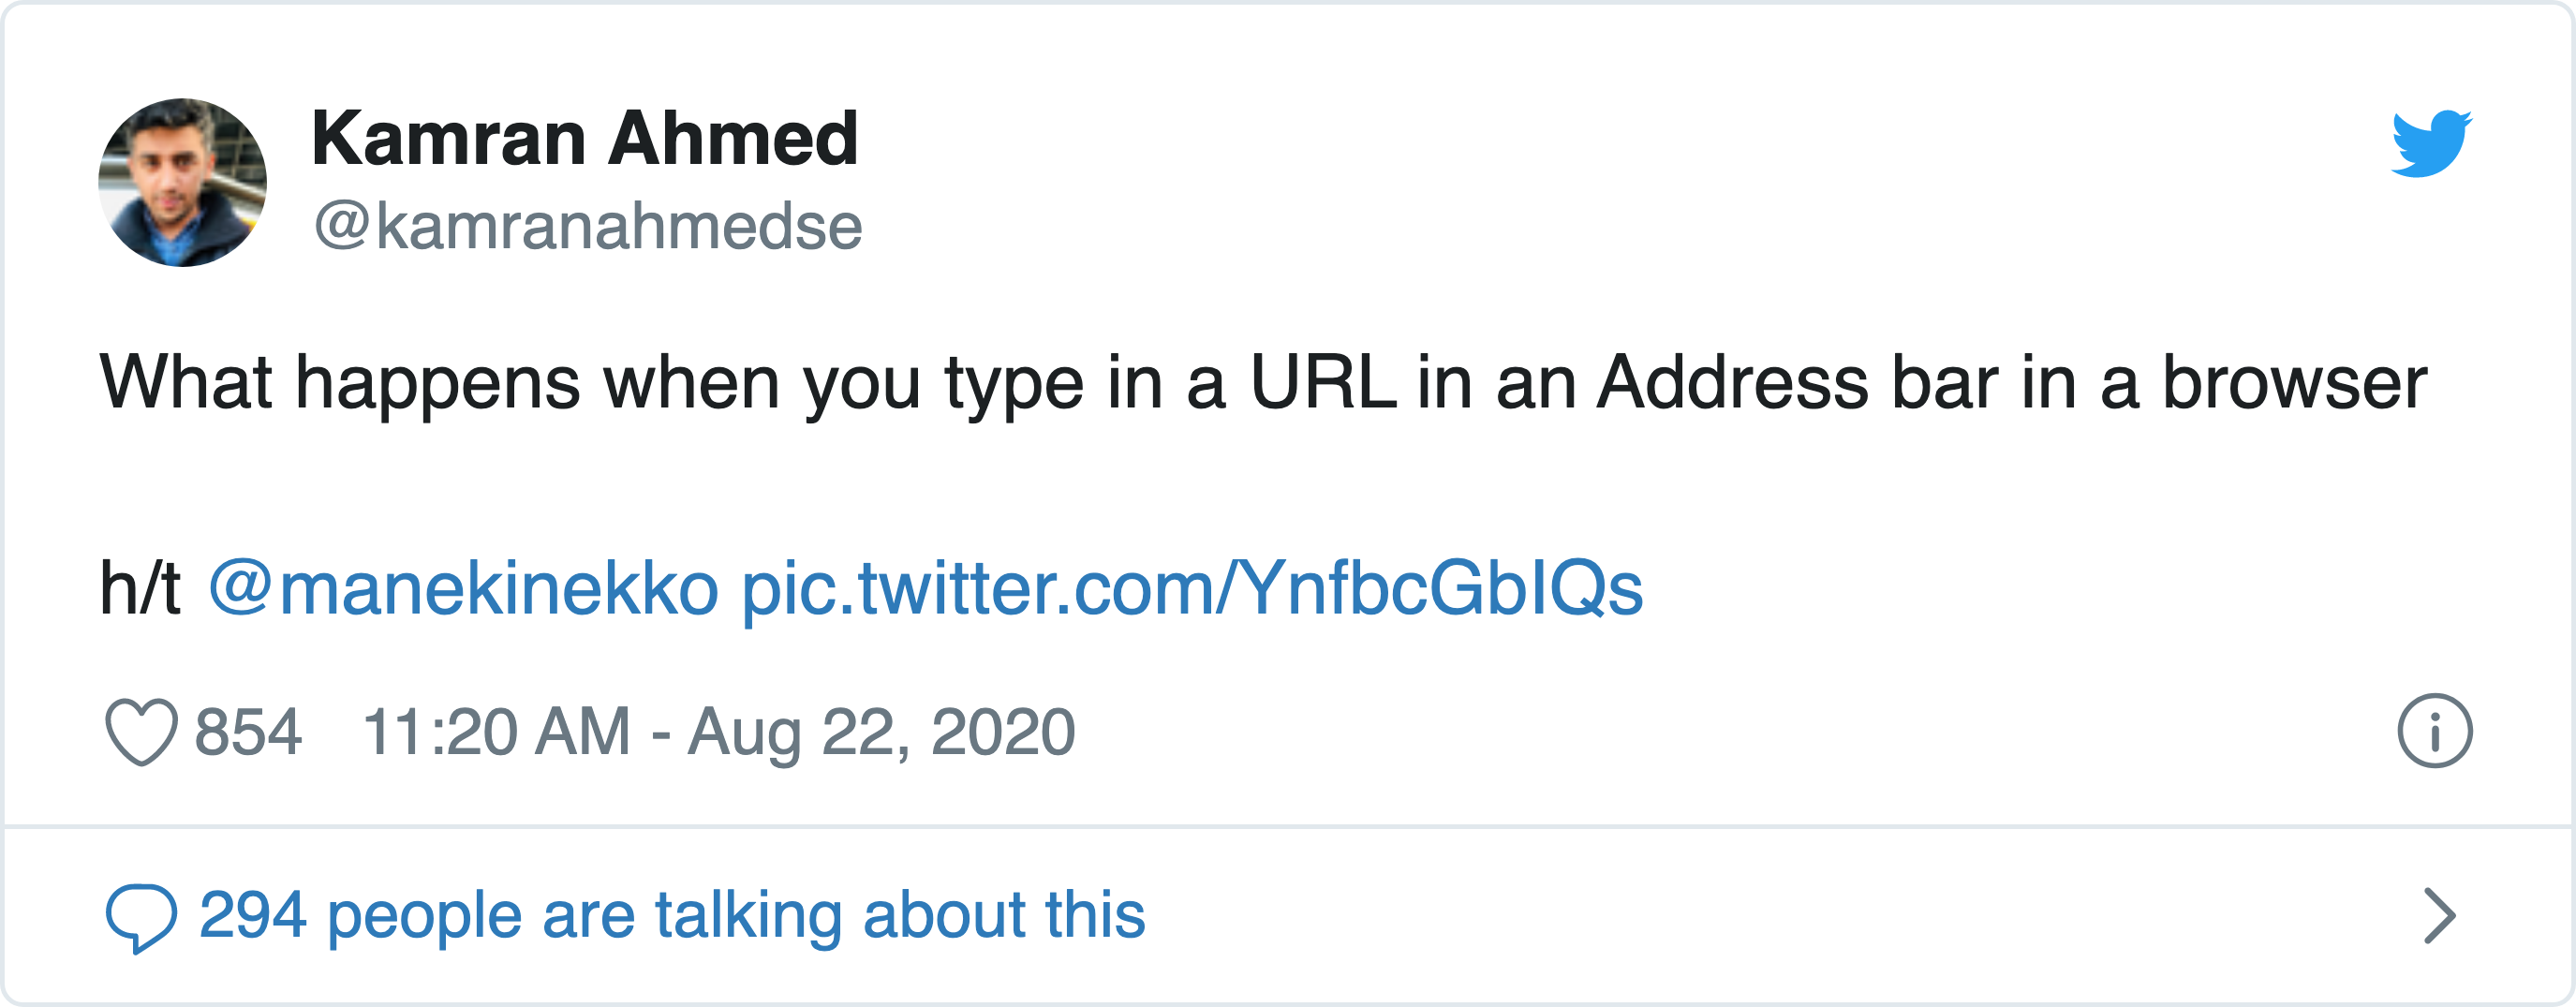 Kamran Ahmed
@kamranahmedse
What happens when you type in a URL in an Address bar in a browser
h/t @manekinekko pic.twitter.com/YnfbcGbIQs
854 11:20 AM - Aug 22, 2020
294 people are talking about this